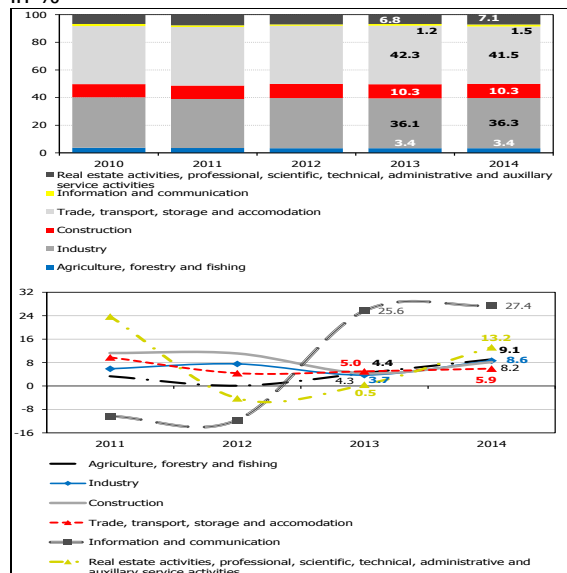 100
80
60
40
20
0
6.8 7.1
1.2 1.5
42.3 41.5
10.3 10.3
36.1 36.3
3.4 3.4
2010 2011 2012 2013 2014
Real estate activities, professional, scientific, technical, administrative and auxillary
service activities
Information and communication
Trade, transport, storage and accomodation
Construction
Industry
Agriculture, forestry and fishing
32
24
16
8
0
-8
-16
25.6 27.4
13.2
5.0 4.4 9.1
8.6
4.3 3.7 8.2
0.5 5.9
2011 2012 2013 2014
Agriculture, forestry and fishing
Industry
Construction
Trade, transport, storage and accomodation
Information and communication
Real estate activities, professional, scientific, technical, administrative and
auxillary service activities